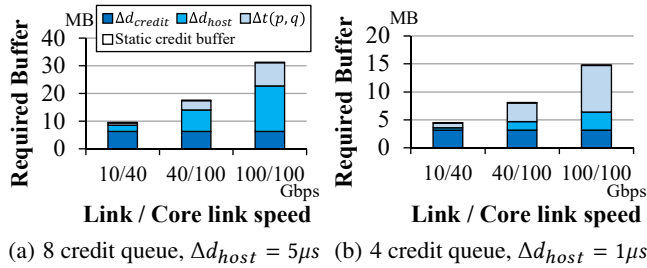 MB
Required Buffer
Δd_credit Δd_host Δt(p, q)
Static credit buffer
40
30
20
10
0
10/40 40/100 100/100
Gbps
Link / Core link speed
(a) 8 credit queue, Δd_host = 5μs
MB
Required Buffer
20
15
10
5
0
10/40 40/100 100/100
Gbps
Link / Core link speed
(b) 4 credit queue, Δd_host = 1μs